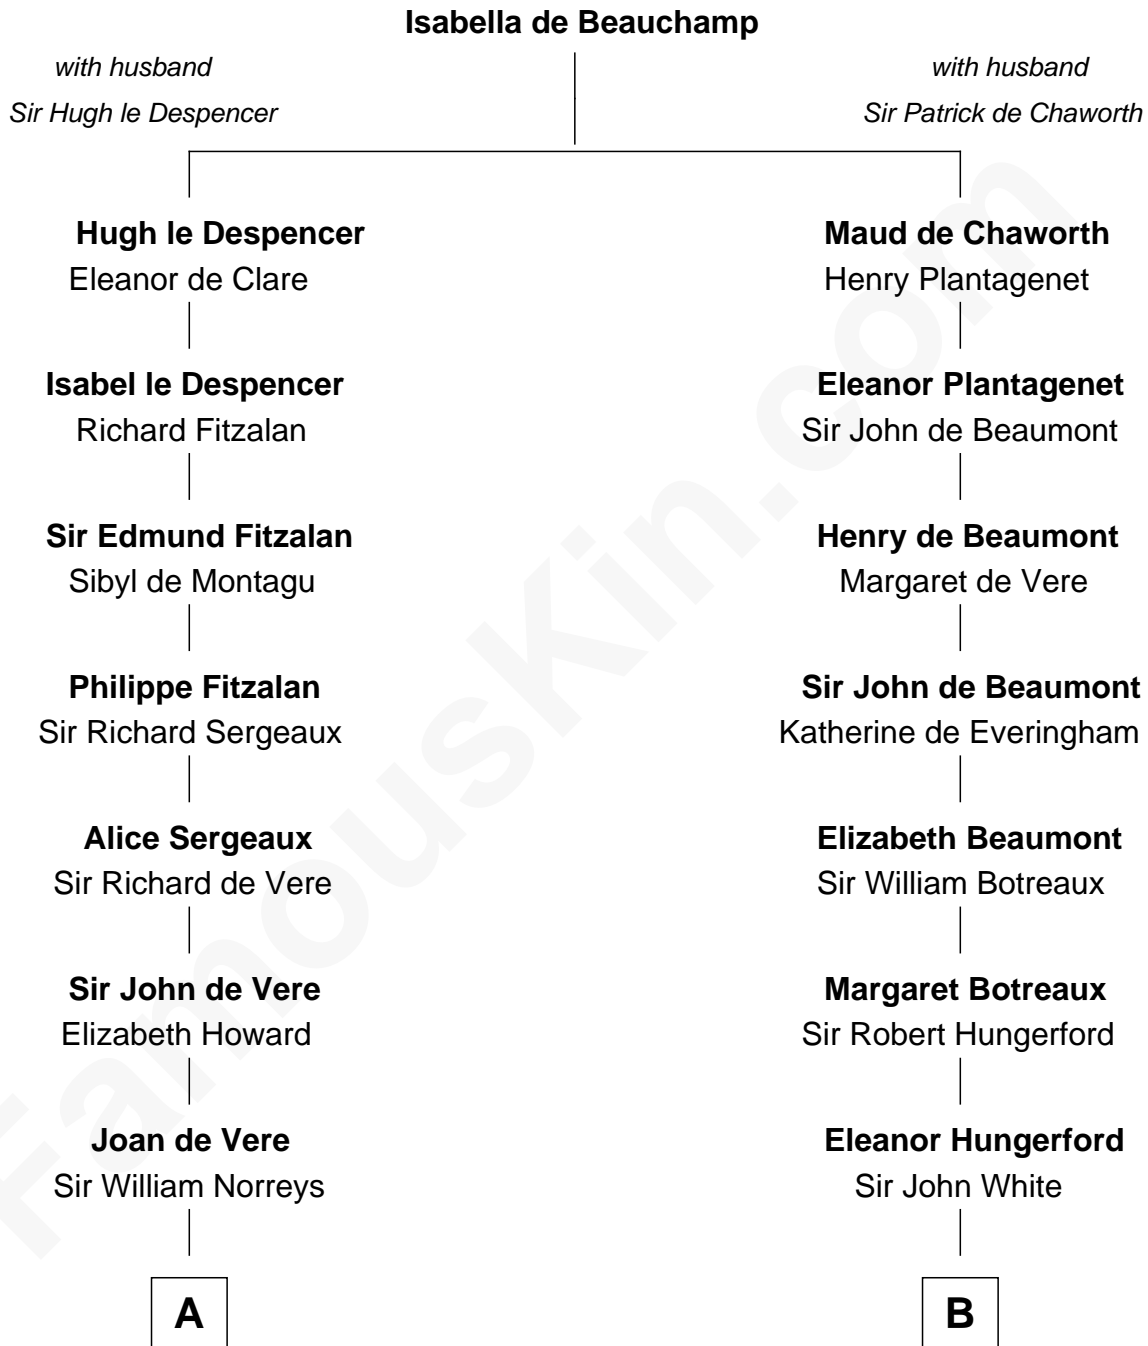 Isabella de Beauchamp
with husband
Sir Hugh le Despencer
with husband
Sir Patrick de Chaworth
Hugh le Despencer
Eleanor de Clare
Maud de Chaworth
Henry Plantagenet
Isabel le Despencer
Richard Fitzalan
Eleanor Plantagenet
Sir John de Beaumont
Sir Edmund Fitzalan
Sibyl de Montagu
Henry de Beaumont
Margaret de Vere
Philippe Fitzalan
Sir Richard Sergeaux
Sir John de Beaumont
Katherine de Everingham
Alice Sergeaux
Sir Richard de Vere
Elizabeth Beaumont
Sir William Botreaux
Sir John de Vere
Elizabeth Howard
Margaret Botreaux
Sir Robert Hungerford
Joan de Vere
Sir William Norreys
Eleanor Hungerford
Sir John White
A
B
FamousKin.com